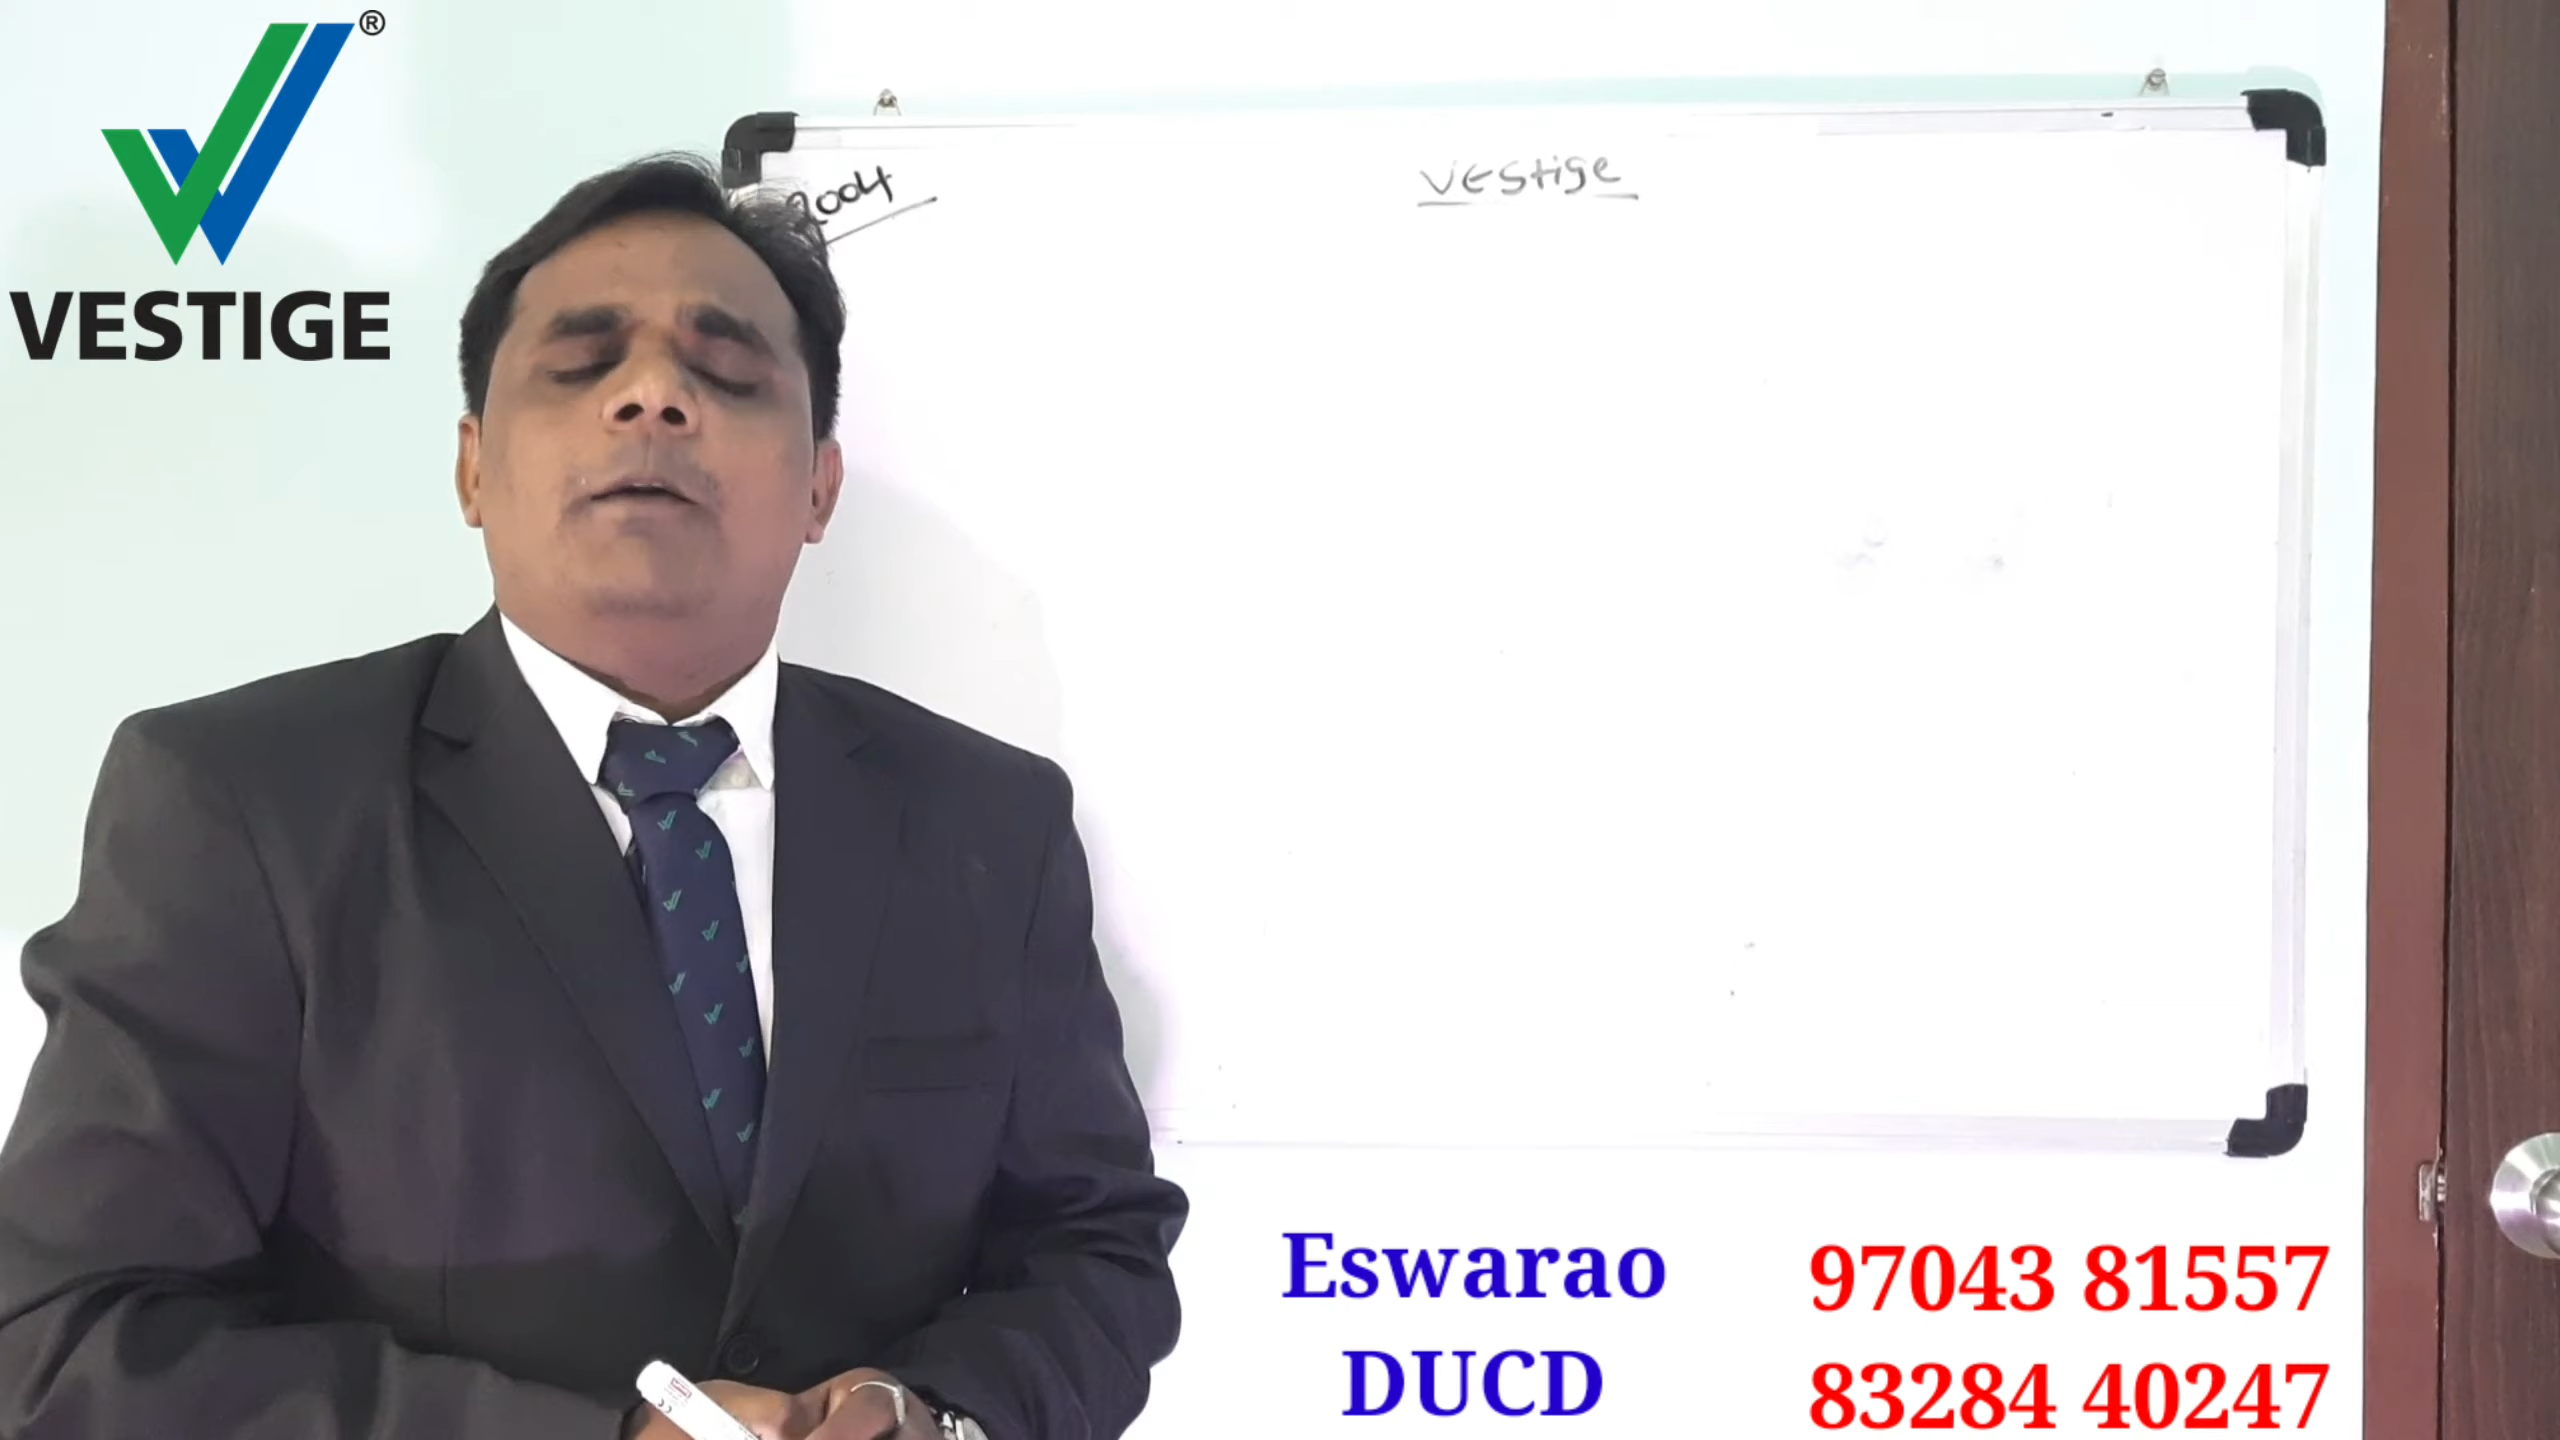 ®
VESTIGE
2004
VEStige
Eswarao
DUCD
97043 81557
83284 40247